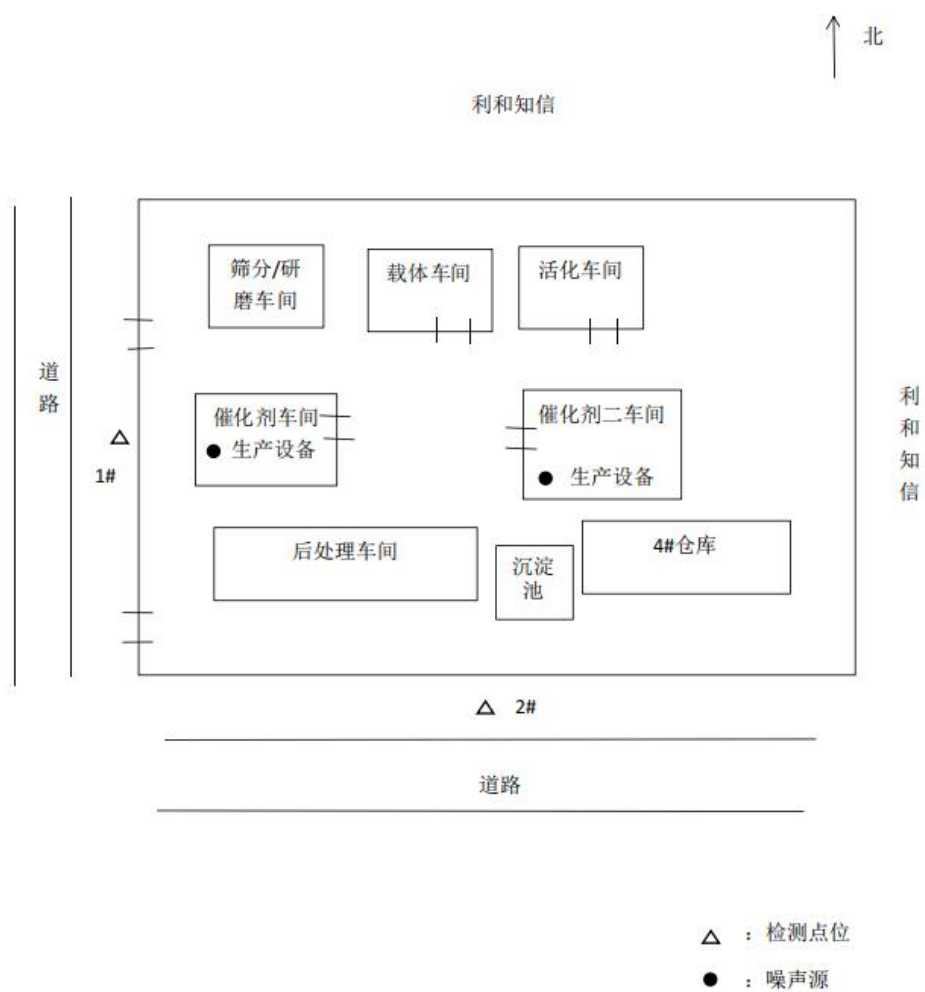 北
利和知信
筛分/研
磨车间
载体车间
活化车间
道
路
催化剂车间
生产设备
催化剂二车间
生产设备
利
和
知
信
1#
后处理车间
沉淀
池
4#仓库
2#
道路
：检测点位
：噪声源